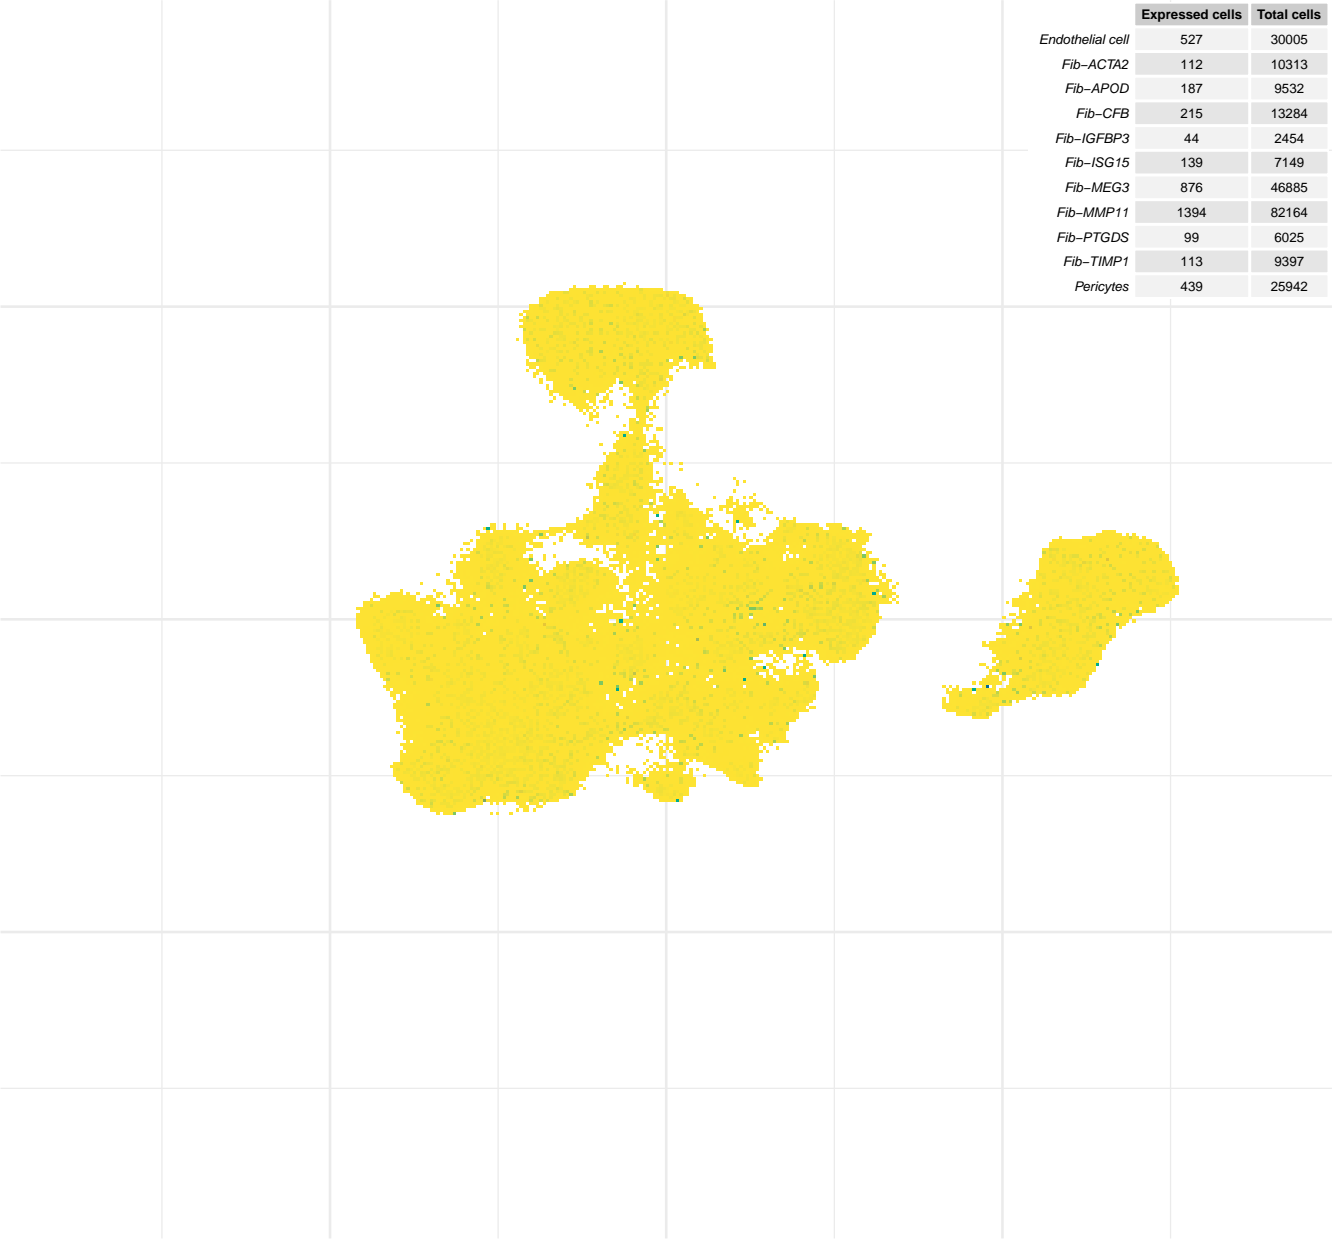 Expressed cells Total cells
Endothelial cell 527 30005
Fib−ACTA2 112 10313
Fib−APOD 187 9532
Fib−CFB 215 13284
Fib−IGFBP3 44 2454
Fib−ISG15 139 7149
Fib−MEG3 876 46885
Fib−MMP11 1394 82164
Fib−PTGDS 99 6025
Fib−TIMP1 113 9397
Pericytes 439 25942